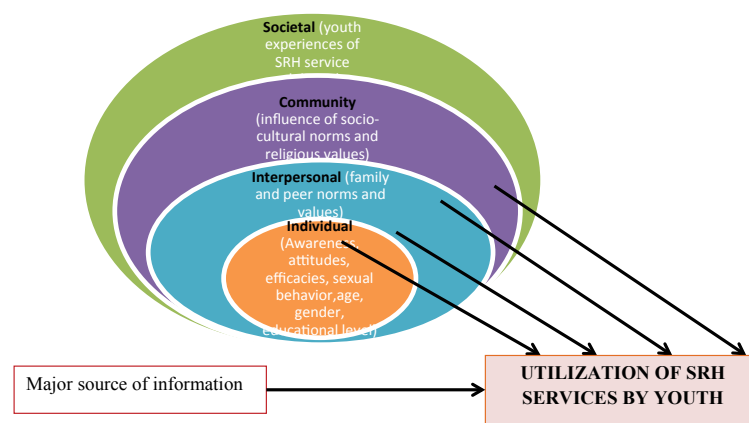 Societal (youth
experiences of
SRH service
Community
(influence of socio-
cultural norms and
religious values)
Interpersonal (family
and peer norms and
values)
Individual
(Awareness,
attitudes,
efficacies, sexual
behavior,age,
gender,
educational level)
Major source of information
UTILIZATION OF SRH
SERVICES BY YOUTH